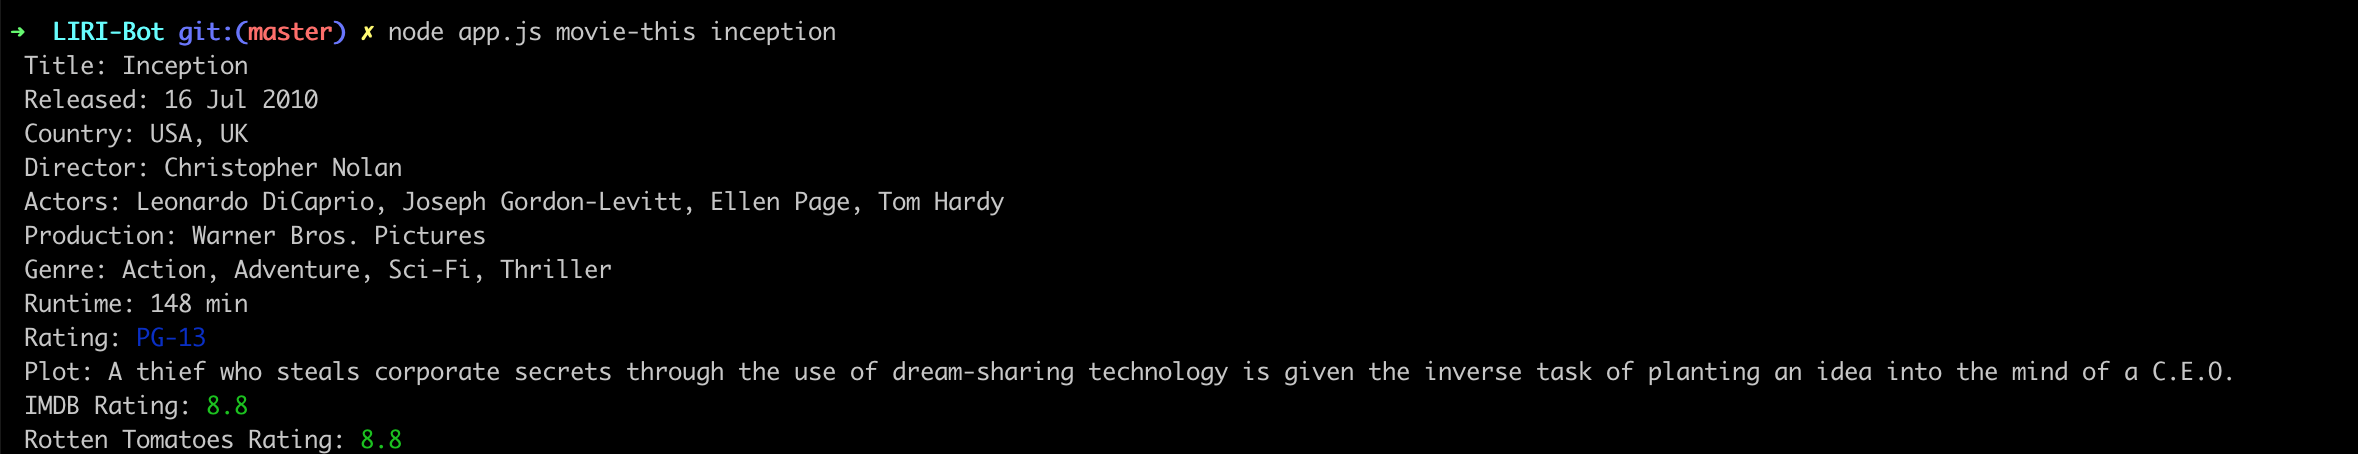 ➜ LIRI-Bot git:(master) ✗ node app.js movie-this inception
Title: Inception
Released: 16 Jul 2010
Country: USA, UK
Director: Christopher Nolan
Actors: Leonardo DiCaprio, Joseph Gordon-Levitt, Ellen Page, Tom Hardy
Production: Warner Bros. Pictures
Genre: Action, Adventure, Sci-Fi, Thriller
Runtime: 148 min
Rating: PG-13
Plot: A thief who steals corporate secrets through the use of dream-sharing technology is given the inverse task of planting an idea into the mind of a C.E.O.
IMDB Rating: 8.8
Rotten Tomatoes Rating: 8.8